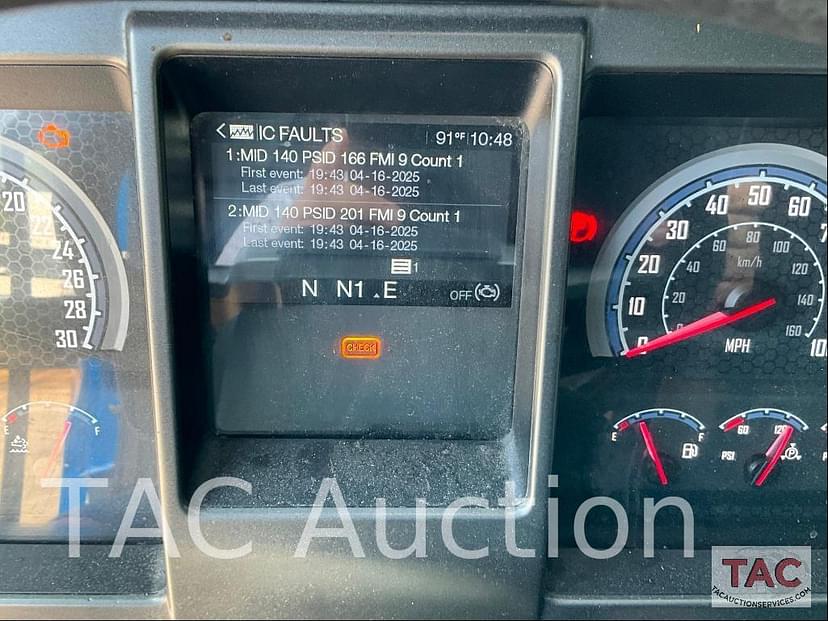 < IC FAULTS 91°F 10:48
1:MID 140 PSID 166 FMI 9 Count 1
First event: 19:43 04-16-2025
Last event: 19:43 04-16-2025
2:MID 140 PSID 201 FMI 9 Count 1
First event: 19:43 04-16-2025
Last event: 19:43 04-16-2025
1
N N1 E OFF
CHECK
20
22
24
26
28
30
E F
0
10
20
30
40
50
60
0
20
40
60
80
100
120
140
160
km/h
MPH
E F
60 120
PSI
TAC Auction
TAC
TACAUCTIONSERVICES.COM